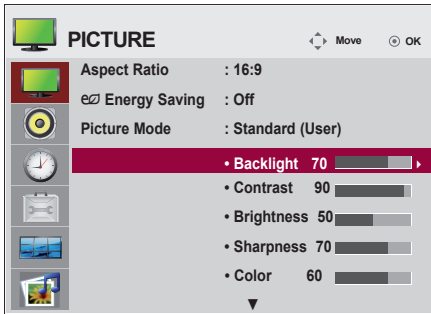 PICTURE
Move
OK
Aspect Ratio : 16:9
Energy Saving : Off
Picture Mode : Standard (User)
• Backlight 70
• Contrast 90
• Brightness 50
• Sharpness 70
• Color 60